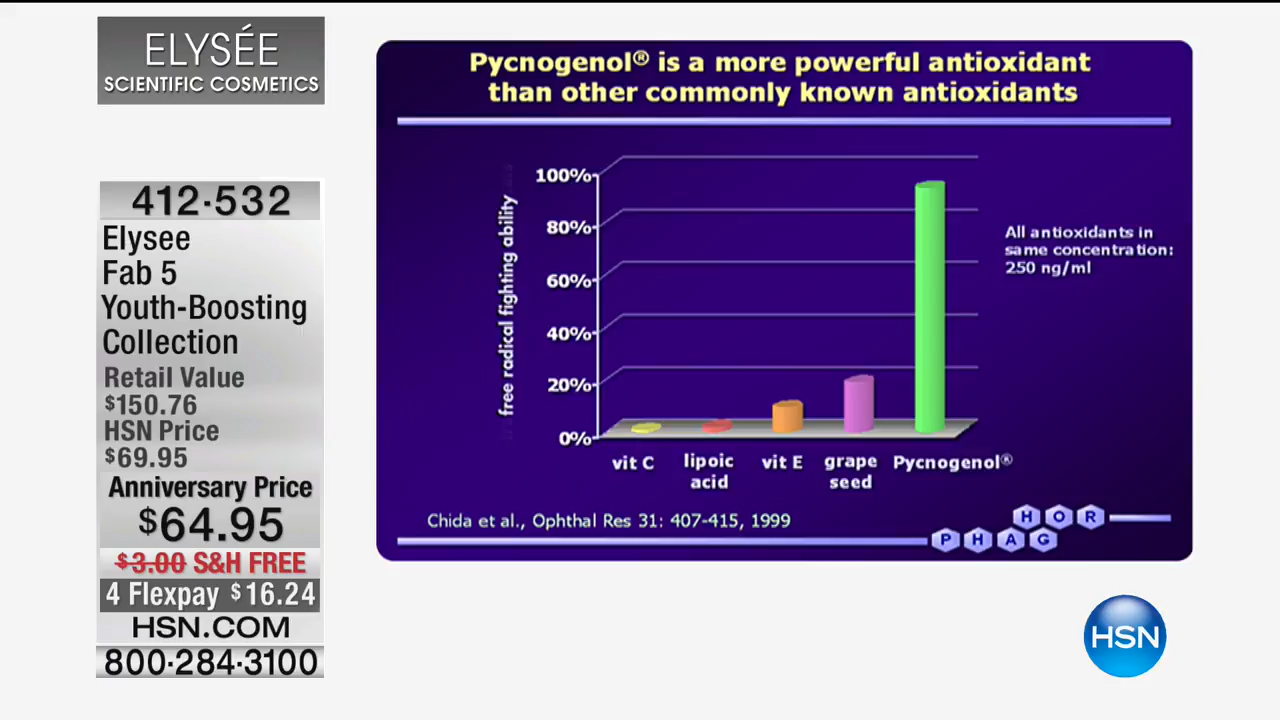 ELYSÉE
SCIENTIFIC COSMETICS
412·532
Elysee
Fab 5
Youth-Boosting
Collection
Retail Value
$150.76
HSN Price
$69.95
Anniversary Price
$64.95
$3.00 S&H FREE
4 Flexpay $16.24
HSN.COM
800·284·3100
Pycnogenol® is a more powerful antioxidant
than other commonly known antioxidants
free radical fighting ability
100%
80%
60%
40%
20%
0%
vit C
lipoic
acid
vit E
grape
seed
Pycnogenol®
All antioxidants in
same concentration:
250 ng/ml
Chida et al., Ophthal Res 31: 407-415, 1999
HOR
PHAG
HSN